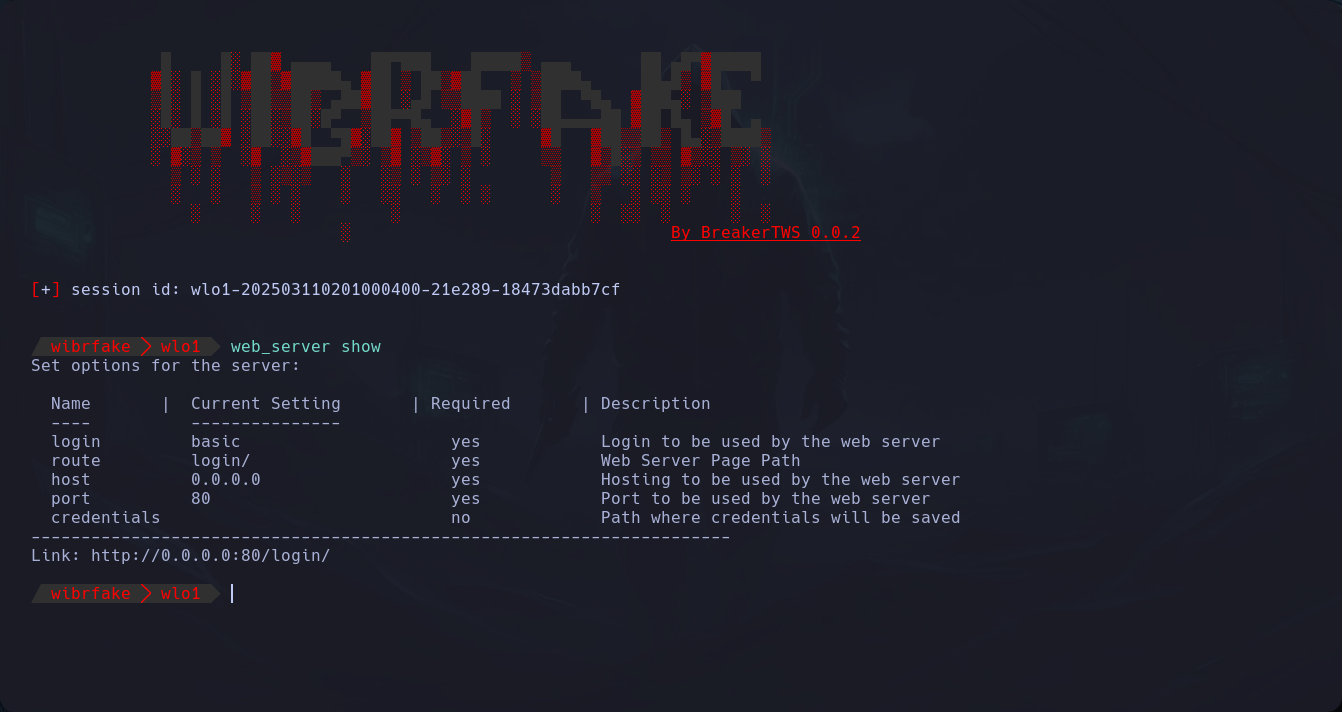 WIBRFAKE
By BreakerTWS 0.0.2
[+] session id: wlo1-202503110201000400-21e289-18473dabb7cf
wibrfake > wlo1 web_server show
Set options for the server:
Name | Current Setting | Required | Description
---- ---------------
login basic yes Login to be used by the web server
route login/ yes Web Server Page Path
host 0.0.0.0 yes Hosting to be used by the web server
port 80 yes Port to be used by the web server
credentials no Path where credentials will be saved
----------------------------------------------------------------------
Link: http://0.0.0.0:80/login/
wibrfake > wlo1